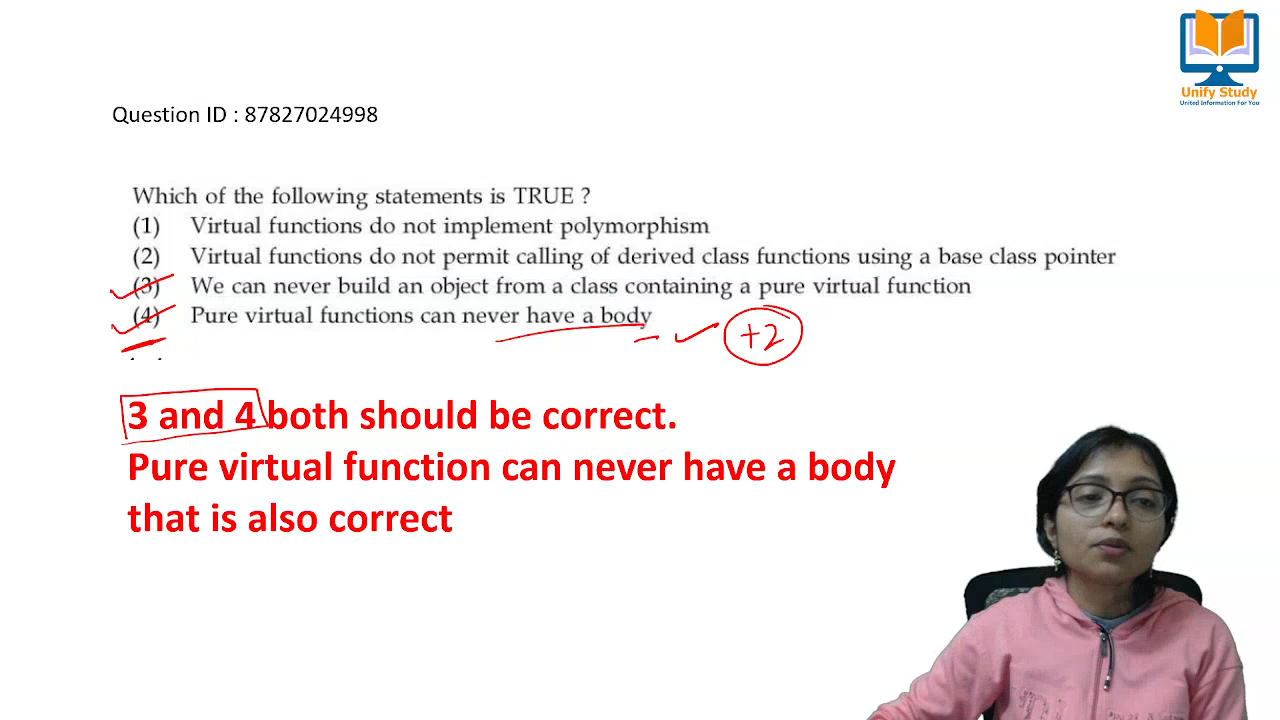 Unify Study
United Information For You
Question ID : 87827024998
Which of the following statements is TRUE ?
(1) Virtual functions do not implement polymorphism
(2) Virtual functions do not permit calling of derived class functions using a base class pointer
(3) We can never build an object from a class containing a pure virtual function
(4) Pure virtual functions can never have a body
+2
3 and 4 both should be correct.
Pure virtual function can never have a body
that is also correct